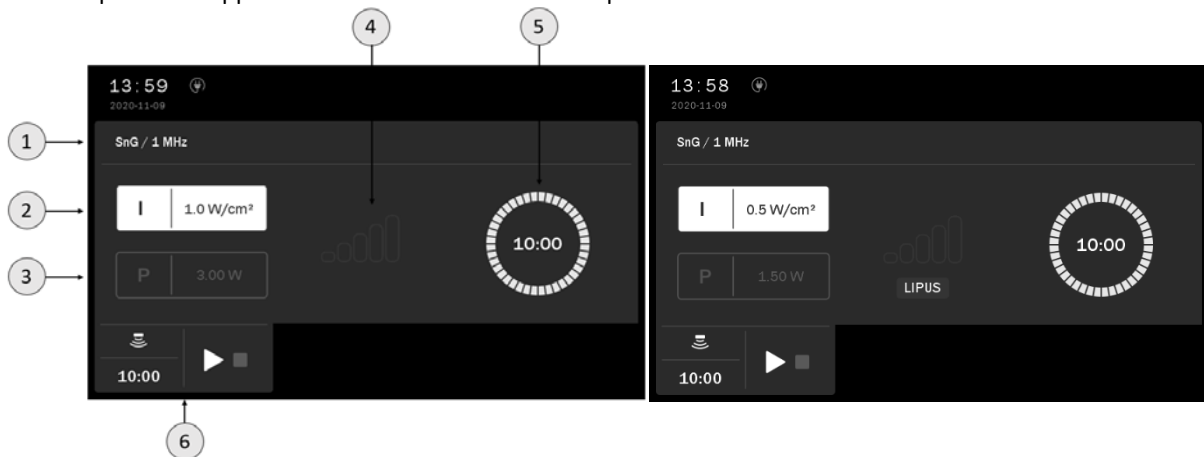 4
5
13:59
2020-11-09
1
SnG / 1 MHz
2
I 1.0 W/cm²
3
P 3.00 W
10:00
10:00
6
13:58
2020-11-09
SnG / 1 MHz
I 0.5 W/cm²
P 1.50 W
LIPUS
10:00
10:00